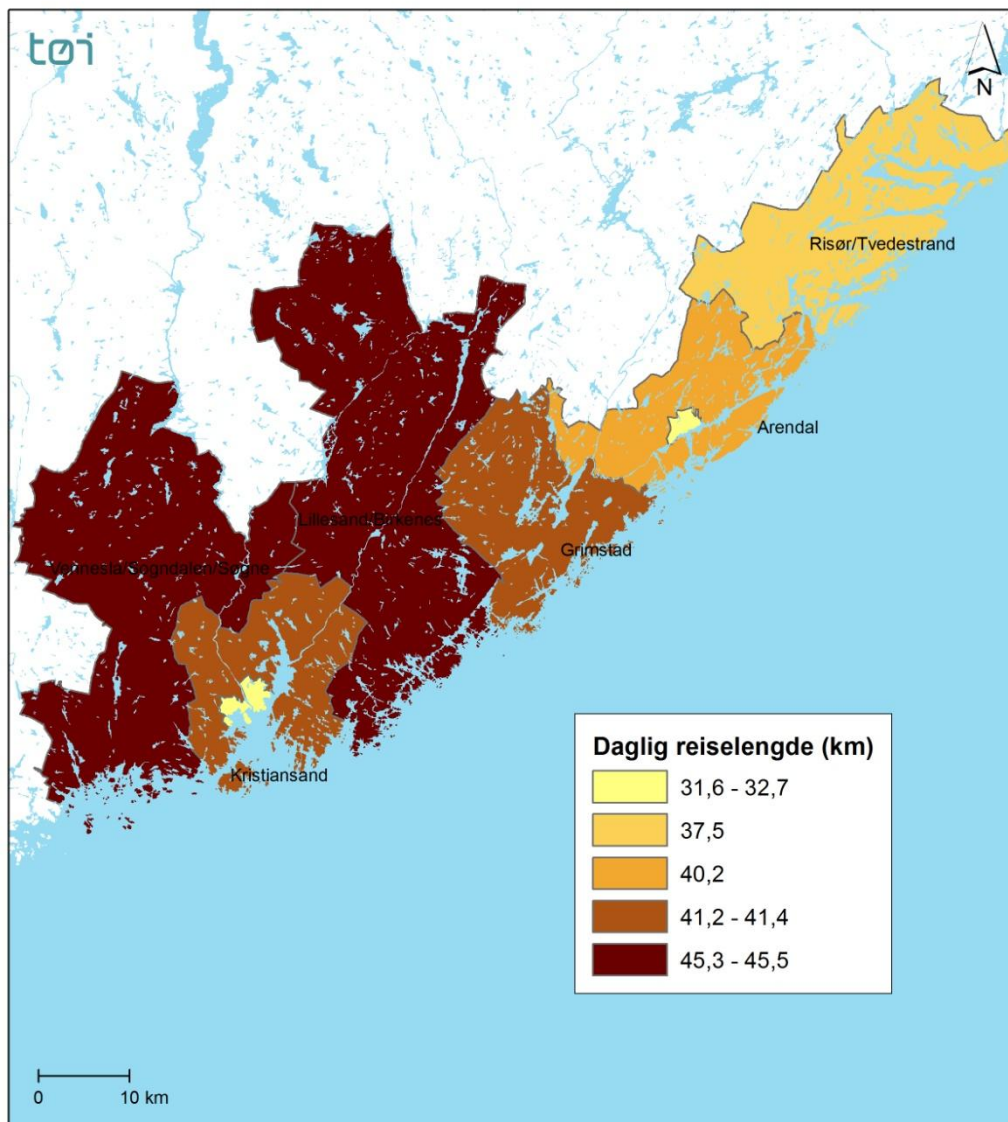 tøi
N
Risør/Tvedestrand
Arendal
Lillesand/Birkenes
Grimstad
Vennesla/Sogndalen/Søgne
Kristiansand
Daglig reiselengde (km)
31,6 - 32,7
37,5
40,2
41,2 - 41,4
45,3 - 45,5
0 10 km